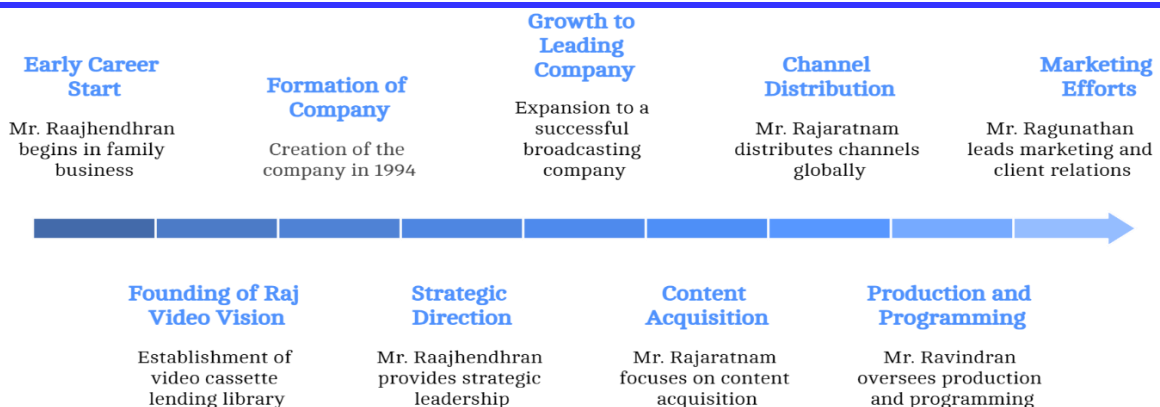 Early Career
Start
Mr. Raajhendhran
begins in family
business
Founding of Raj
Video Vision
Establishment of
video cassette
lending library
Formation of
Company
Creation of the
company in 1994
Strategic
Direction
Mr. Raajhendhran
provides strategic
leadership
Growth to
Leading
Company
Expansion to a
successful
broadcasting
company
Content
Acquisition
Mr. Rajaratnam
focuses on content
acquisition
Channel
Distribution
Mr. Rajaratnam
distributes channels
globally
Production and
Programming
Mr. Ravindran
oversees production
and programming
Marketing
Efforts
Mr. Ragunathan
leads marketing and
client relations